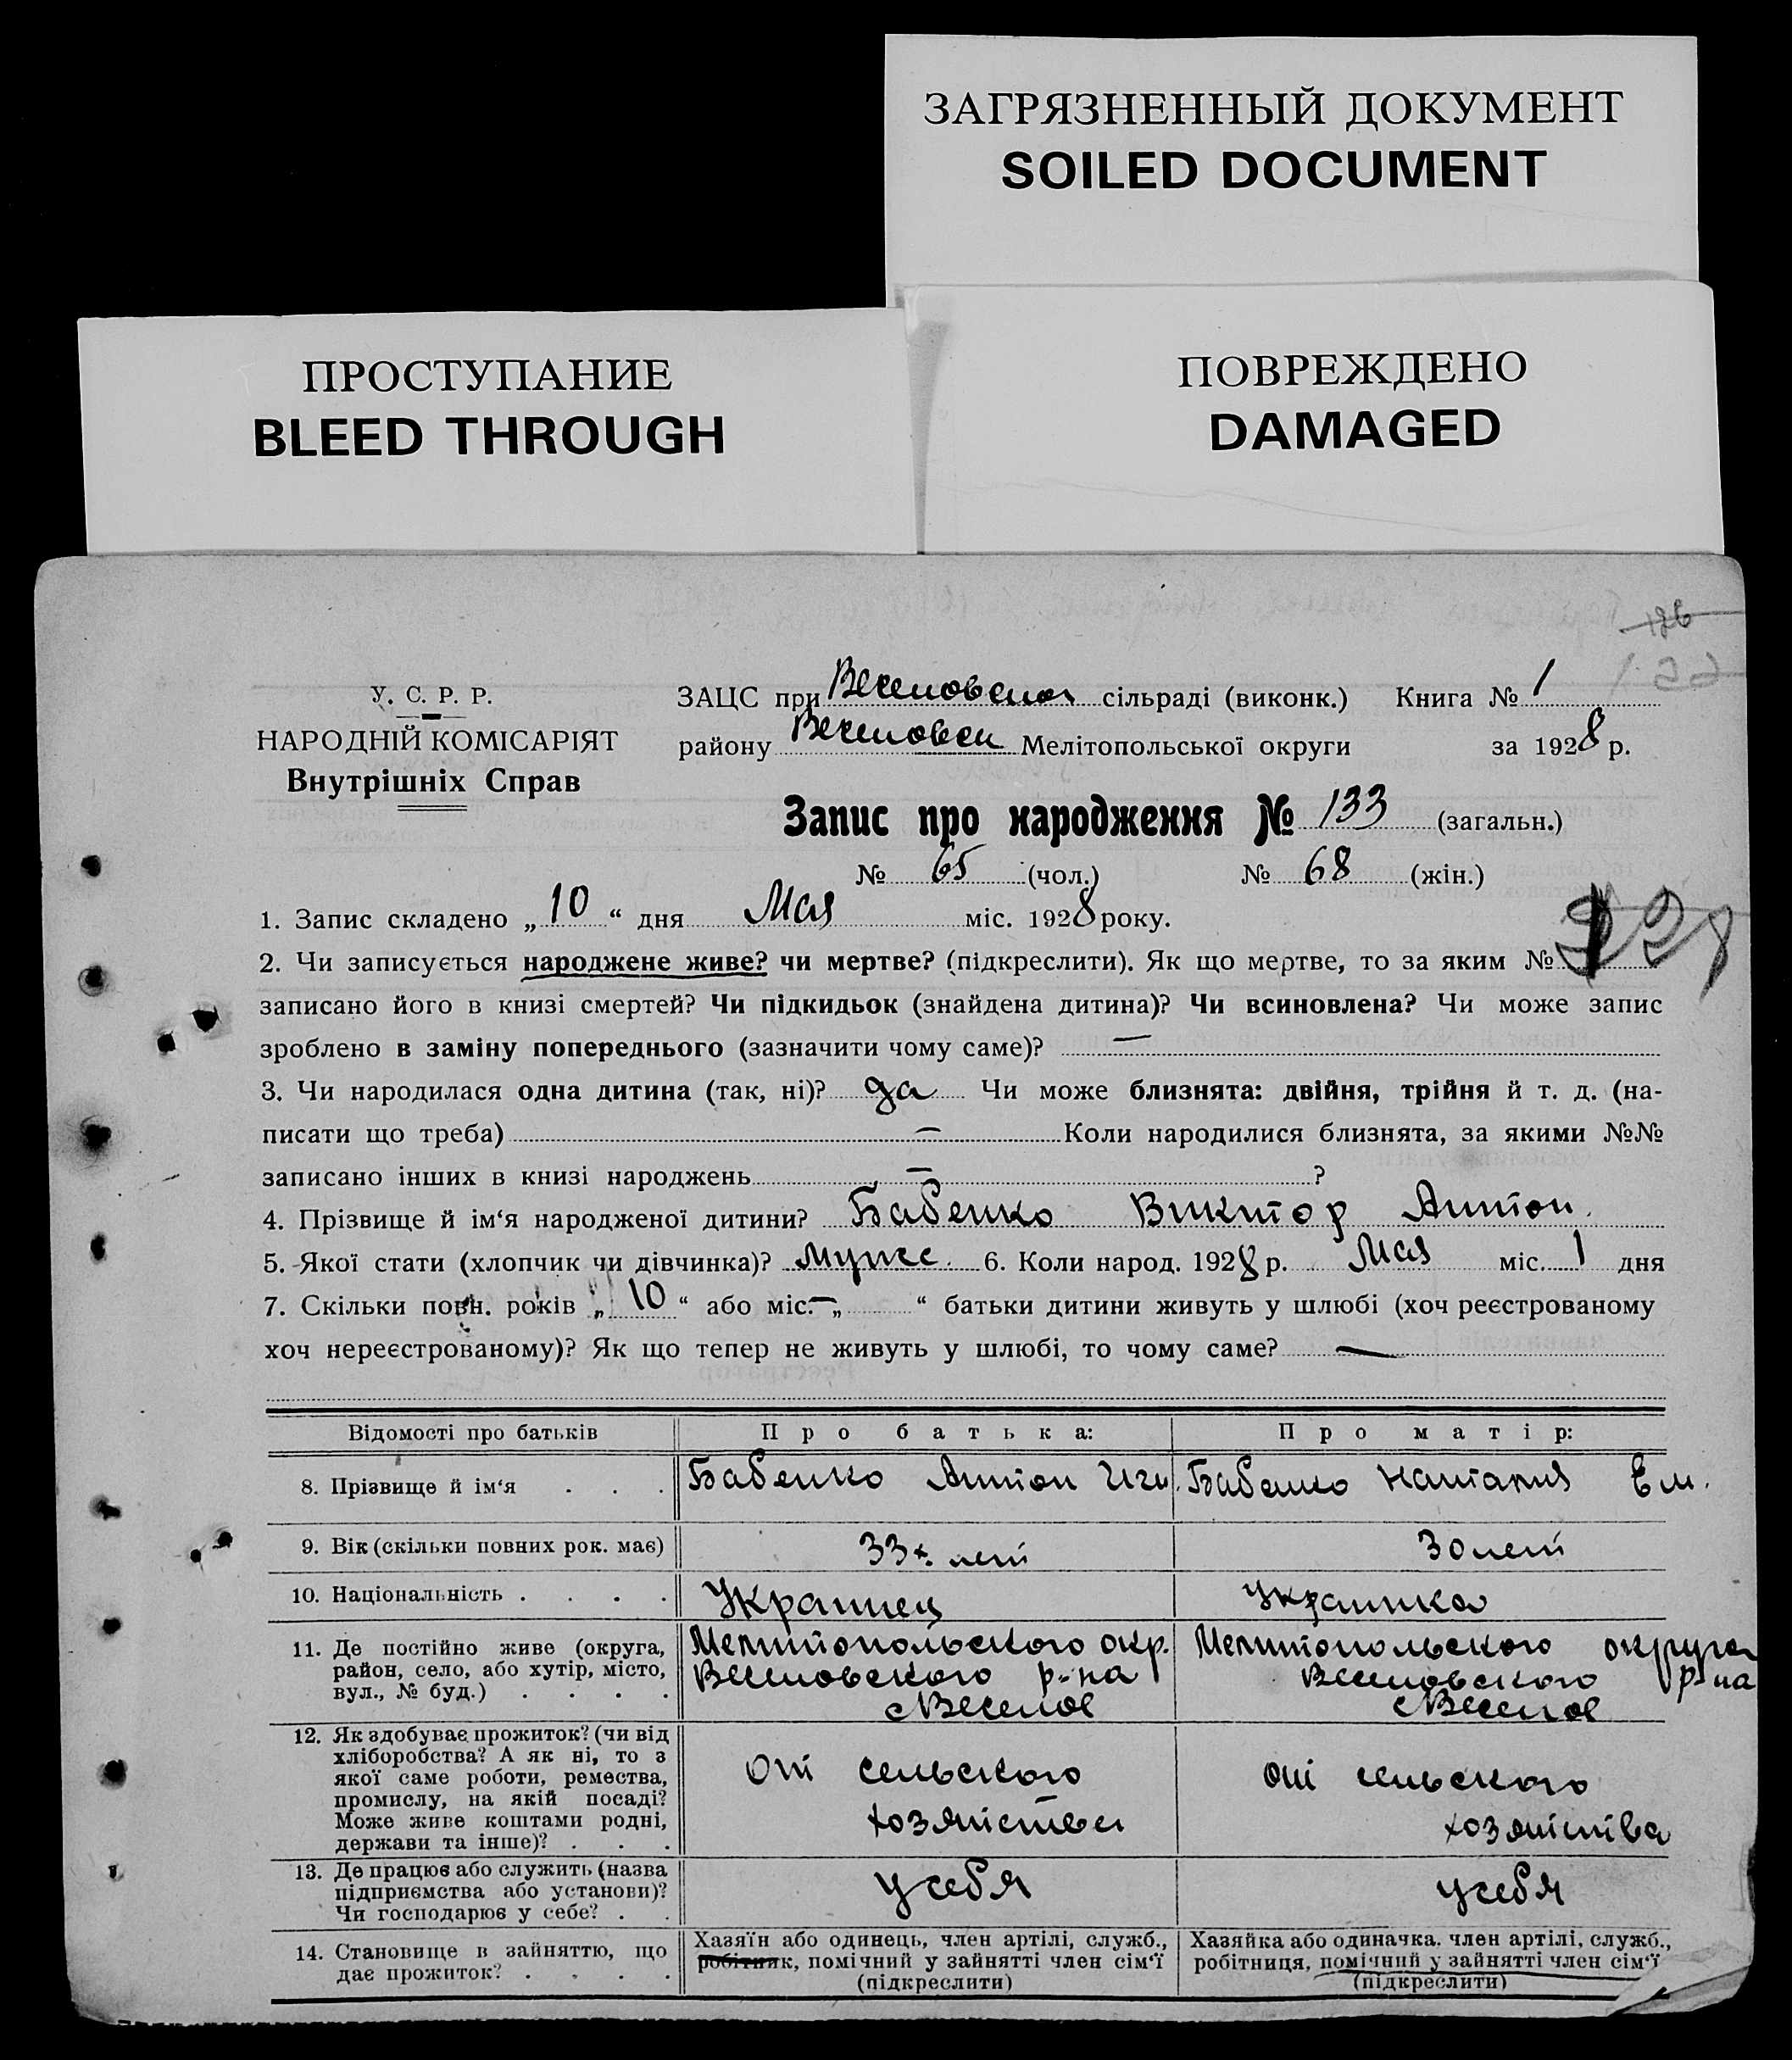 ЗАГРЯЗНЕННЫЙ ДОКУМЕНТ
SOILED DOCUMENT
ПРОСТУПАНИЕ
BLEED THROUGH
ПОВРЕЖДЕНО
DAMAGED
У. С. Р. Р.
НАРОДНІЙ КОМІСАРІЯТ
Внутрішніх Справ
ЗАЦС при Веселовском сільраді (виконк.) Книга № 1
району Веселовск Мелітопольської округи за 1928 р.
Запис про народження № 133 (загальн.)
№ 65 (чол.) № 68 (жін.)
1. Запис складено „ 10 “ дня Мая міс. 1928 року.
2. Чи записується народжене живе? чи мертве? (підкреслити). Як що мертве, то за яким №
записано його в книзі смертей? Чи підкидьок (знайдена дитина)? Чи всиновлена? Чи може запис
зроблено в заміну попереднього (зазначити чому саме)? —
3. Чи народилася одна дитина (так, ні)? да Чи може близнята: двійня, трійня й т. д. (на-
писати що треба) — Коли народилися близнята, за якими №№
записано інших в книзі народжень — ?
4. Прізвище й ім‘я народженої дитини? Бабенко Виктор Антон.
5. Якої стати (хлопчик чи дівчинка)? мужс. 6. Коли народ. 1928 р. Мая міс. 1 дня
7. Скільки повн. років „ 10 “ або міс. — „ “ батьки дитини живуть у шлюбі (хоч реєстрованому
хоч нереєстрованому)? Як що тепер не живуть у шлюбі, то чому саме? —
Відомості про батьків Про батька: Про матір:
8. Прізвище й ім‘я . . . Бабенко Антон Иги. Бабенко Наталия Ем.
9. Вік (скільки повних рок. має) 33х. лет 30 лет
10. Національність . . . . Украинец Украинка
11. Де постійно живе (округа, район, село, або хутір, місто, вул., № буд.) . . . .
Мелитопольского окр.
Веселовского р-на
с Веселое
Мелитопольского округа
Веселовского р-на
с Веселое
12. Як здобуває прожиток? (чи від
хліборобства? А як ні, то з
якої саме роботи, ремества,
промислу, на якій посаді?
Може живе коштами родні,
держави та інше)? . . .
От сельского
хозяйства
от сельского
хозяйства
13. Де працює або служить (назва
підприємства або установи)?
Чи господарює у себе? . .
у себя
у себя
14. Становище в зайняттю, що
дає прожиток? . . . .
Хазяїн або одинець, член артілі, служб.,
робітник, помічний у зайнятті член сім‘ї
(підкреслити)
Хазяйка або одиначка. член артілі, служб.,
робітниця, помічний у зайнятті член сім‘ї
(підкреслити)